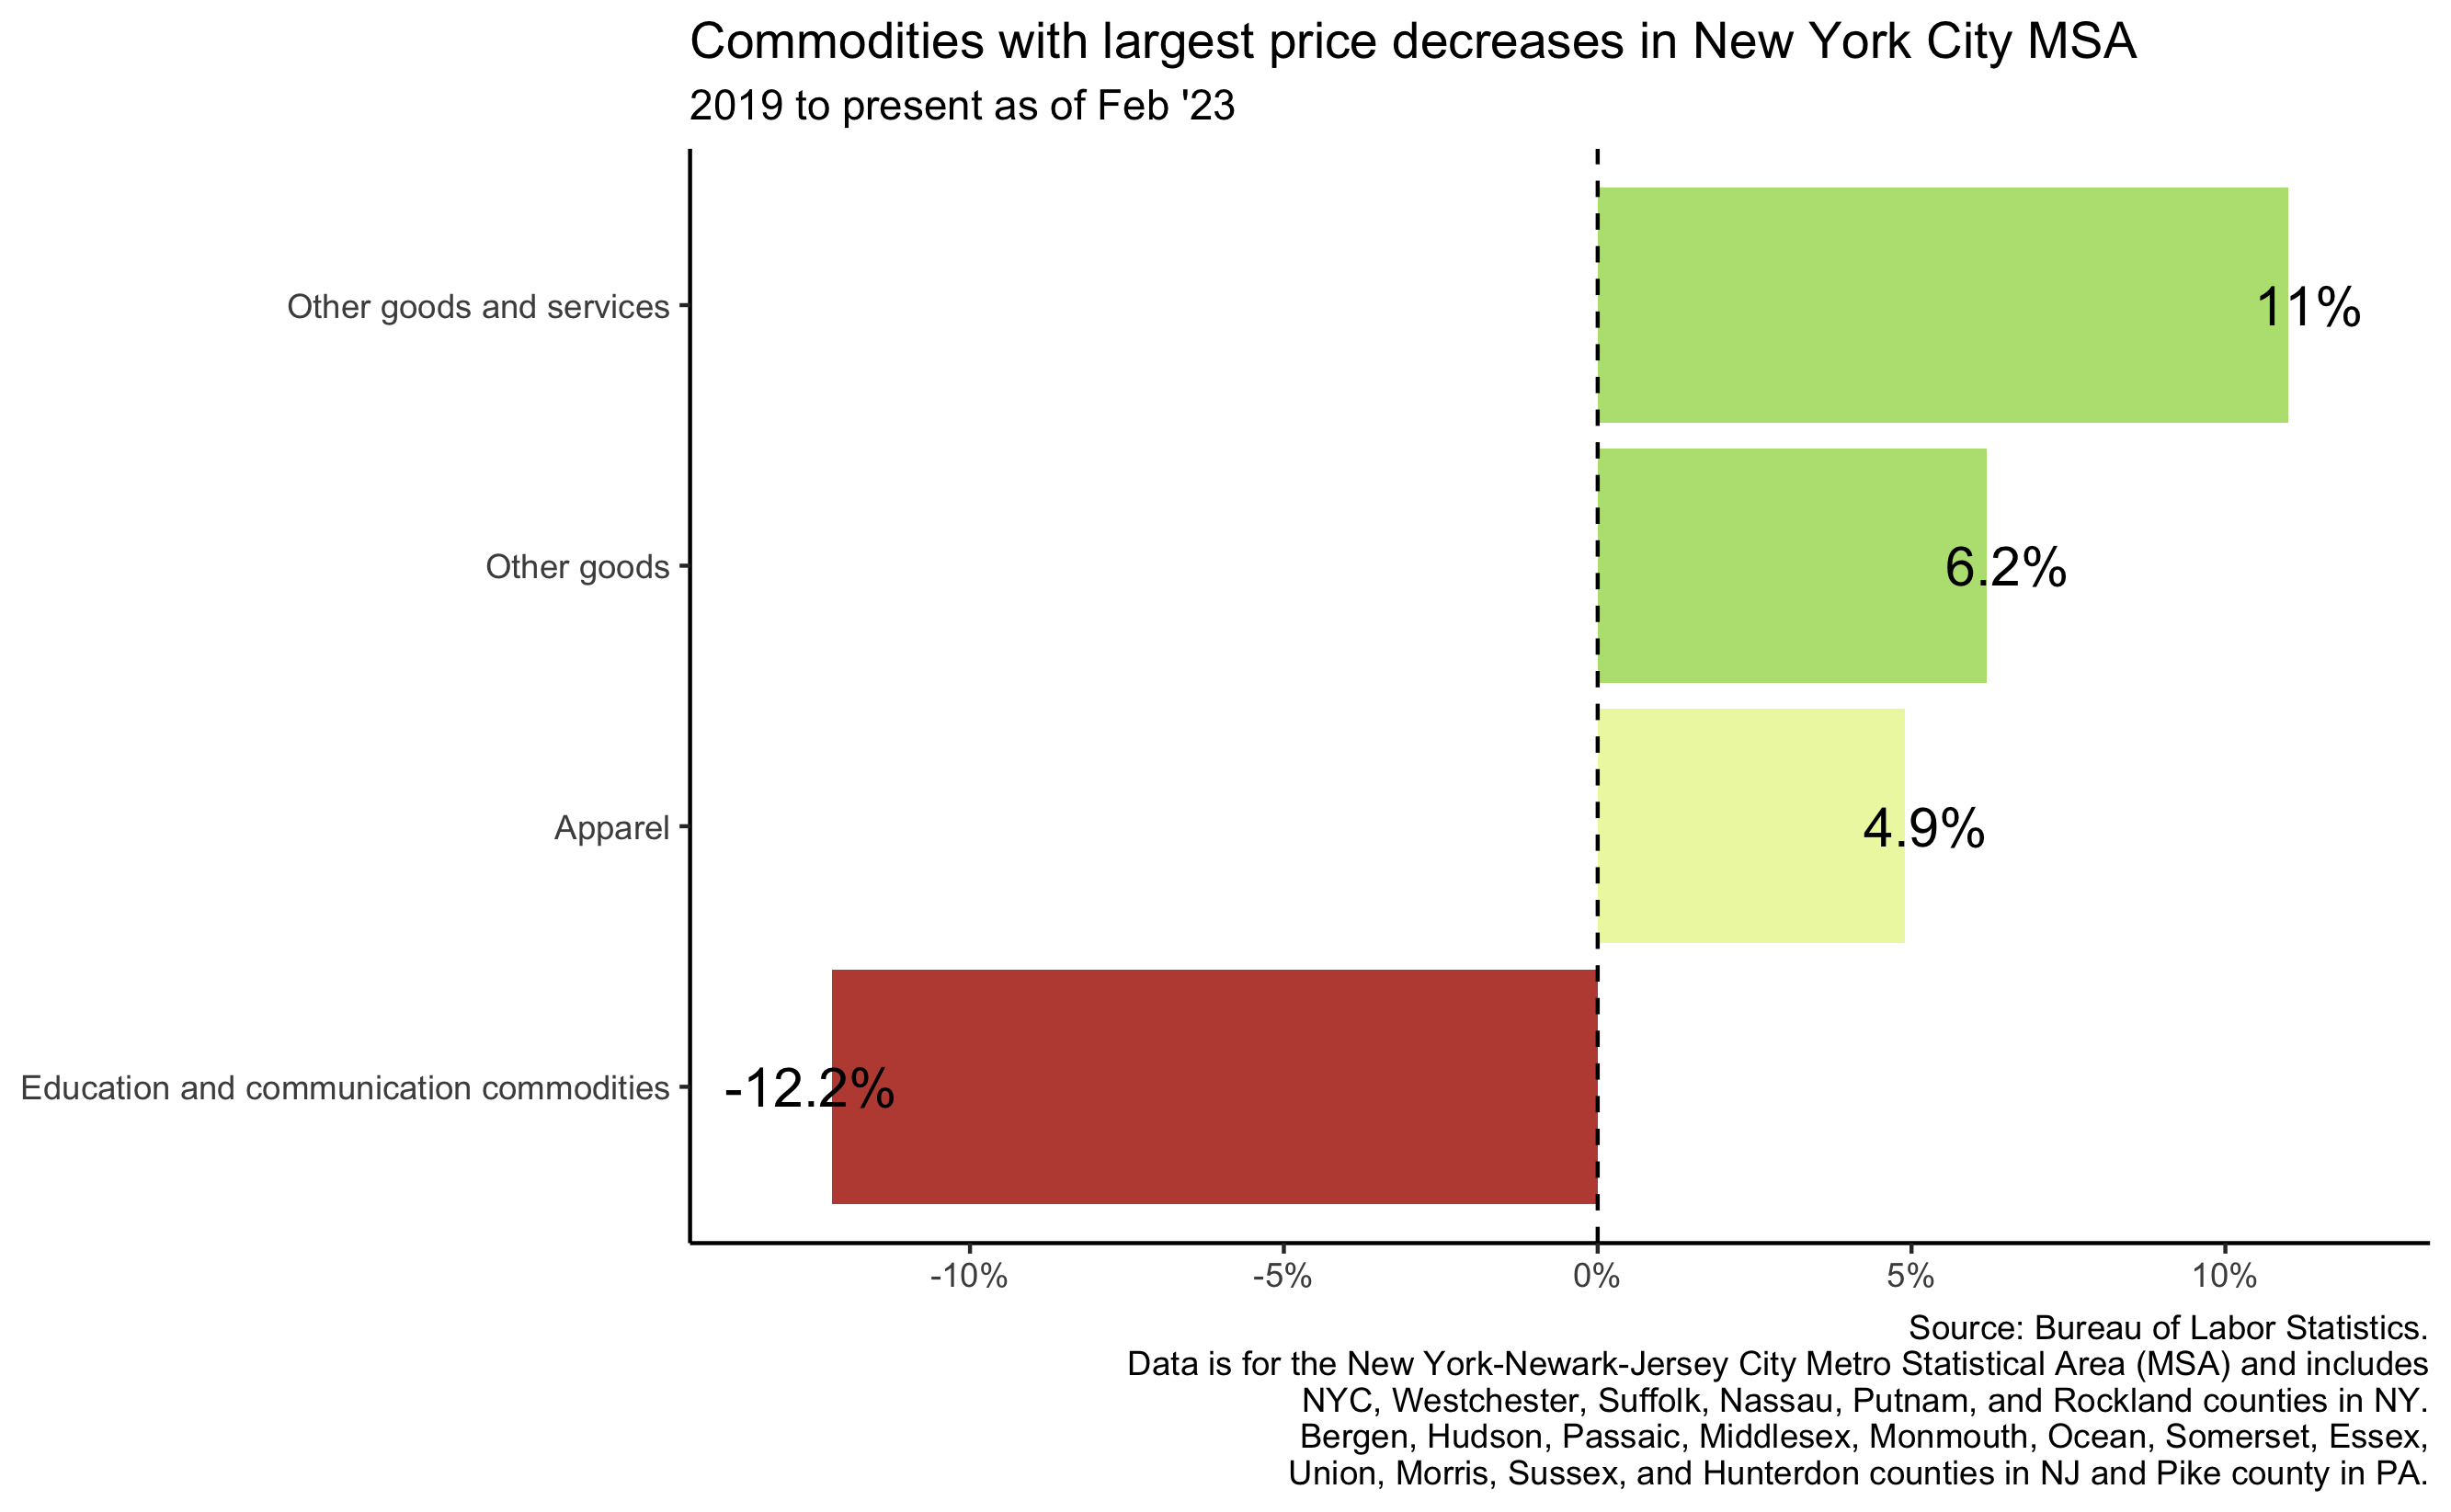 Commodities with largest price decreases in New York City MSA
2019 to present as of Feb '23
Other goods and services
11%
Other goods
6.2%
Apparel
4.9%
Education and communication commodities
-12.2%
-10%
-5%
0%
5%
10%
Source: Bureau of Labor Statistics.
Data is for the New York-Newark-Jersey City Metro Statistical Area (MSA) and includes
NYC, Westchester, Suffolk, Nassau, Putnam, and Rockland counties in NY.
Bergen, Hudson, Passaic, Middlesex, Monmouth, Ocean, Somerset, Essex,
Union, Morris, Sussex, and Hunterdon counties in NJ and Pike county in PA.